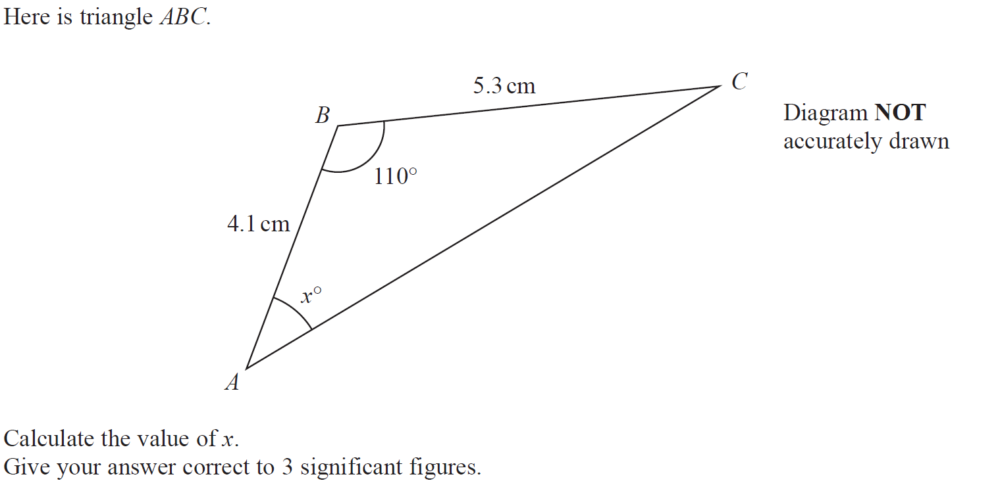 Here is triangle ABC.
5.3 cm
C
B
Diagram NOT
accurately drawn
110°
4.1 cm
x°
A
Calculate the value of x.
Give your answer correct to 3 significant figures.